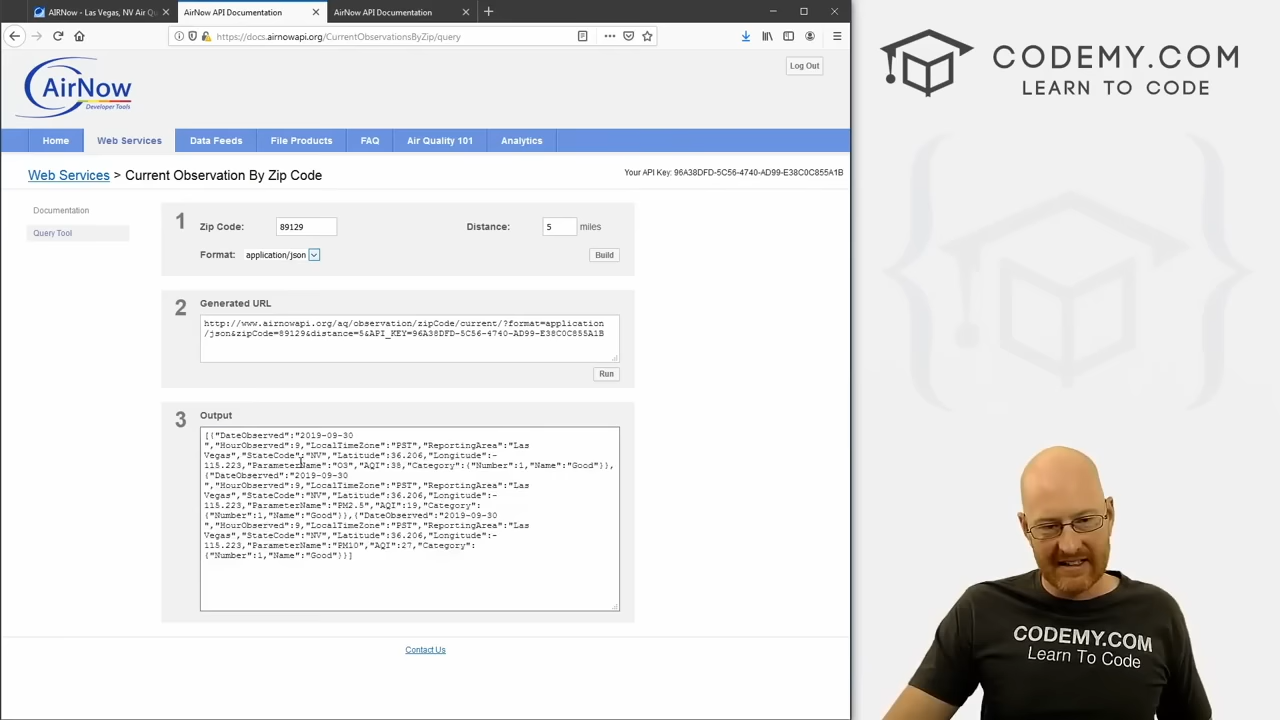 AIRNow - Las Vegas, NV Air Qu
AirNow API Documentation
AirNow API Documentation
https://docs.airnowapi.org/CurrentObservationsByZip/query
CODEMY.COM
LEARN TO CODE
AirNow
Developer Tools
Log Out
Home
Web Services
Data Feeds
File Products
FAQ
Air Quality 101
Analytics
Web Services > Current Observation By Zip Code
Your API Key: 96A38DFD-5C56-4740-AD99-E38C0C855A1B
Documentation
Query Tool
1
Zip Code: 89129
Distance: 5 miles
Format: application/json
Build
2
Generated URL
http://www.airnowapi.org/aq/observation/zipCode/current/?format=application
/json&zipCode=89129&distance=5&API_KEY=96A38DFD-5C56-4740-AD99-E38C0C855A1B
Run
3
Output
[{"DateObserved":"2019-09-30
","HourObserved":9,"LocalTimeZone":"PST","ReportingArea":"Las
Vegas","StateCode":"NV","Latitude":36.206,"Longitude":-
115.223,"ParameterName":"O3","AQI":38,"Category":{"Number":1,"Name":"Good"}},
{"DateObserved":"2019-09-30
","HourObserved":9,"LocalTimeZone":"PST","ReportingArea":"Las
Vegas","StateCode":"NV","Latitude":36.206,"Longitude":-
115.223,"ParameterName":"PM2.5","AQI":19,"Category":
{"Number":1,"Name":"Good"}},{"DateObserved":"2019-09-30
","HourObserved":9,"LocalTimeZone":"PST","ReportingArea":"Las
Vegas","StateCode":"NV","Latitude":36.206,"Longitude":-
115.223,"ParameterName":"PM10","AQI":27,"Category":
{"Number":1,"Name":"Good"}}]
Contact Us
CODEMY.COM
Learn To Code